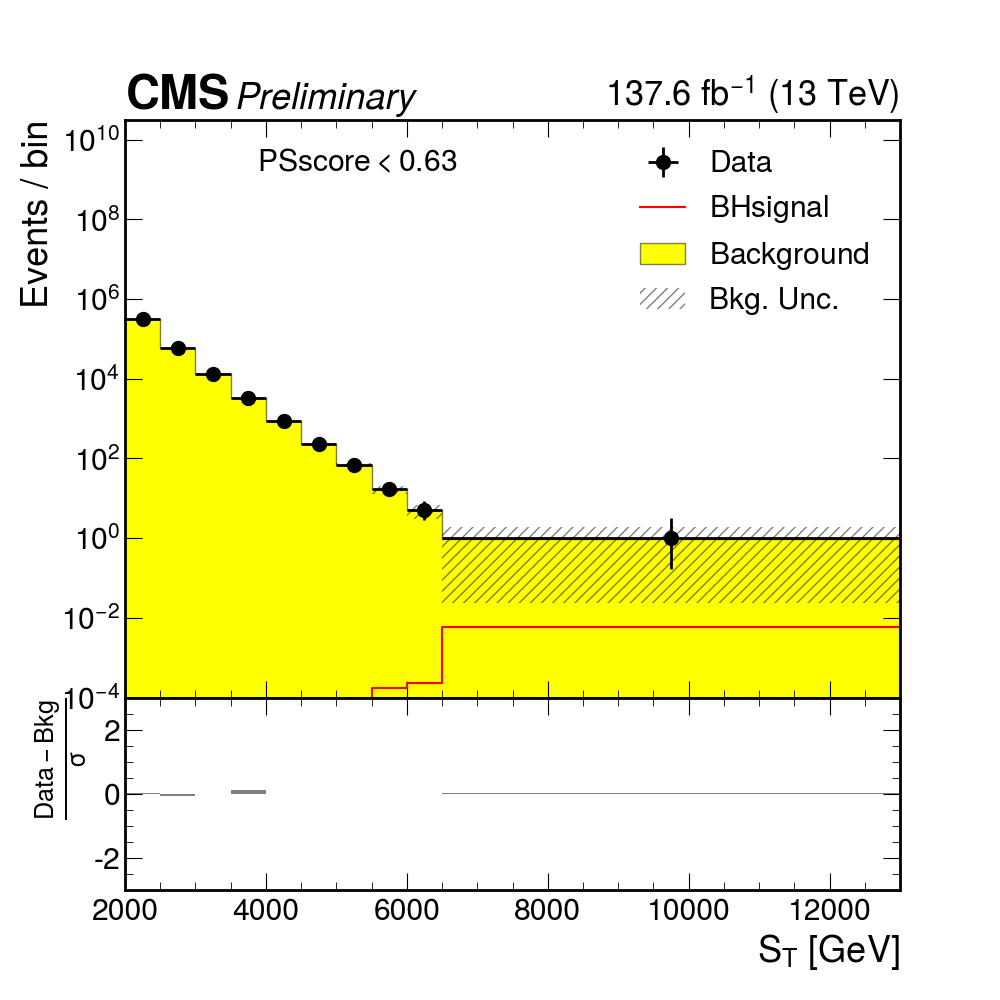 CMS Preliminary 137.6 fb⁻¹ (13 TeV)
Events / bin
PSscore < 0.63
Data
BHsignal
Background
Bkg. Unc.
10¹⁰
10⁸
10⁶
10⁴
10²
10⁰
10⁻²
10⁻⁴
Data – Bkg
σ
2
0
-2
2000 4000 6000 8000 10000 12000
S_T [GeV]